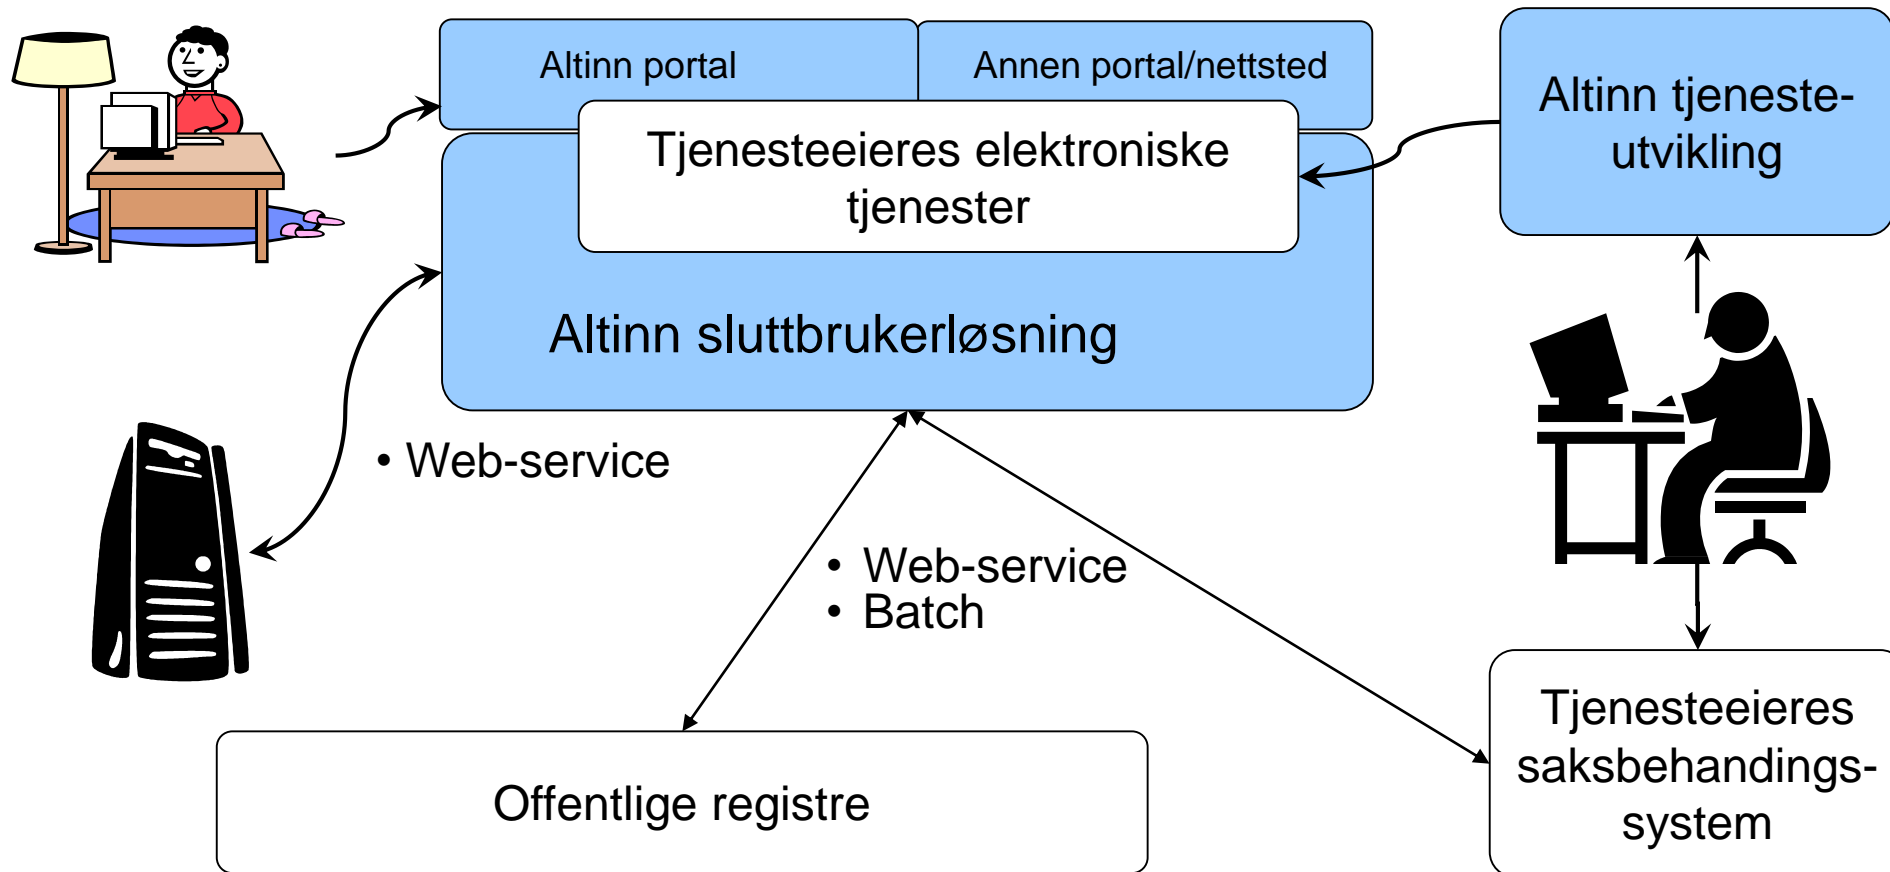 Altinn portal
Annen portal/nettsted
Altinn tjeneste-
utvikling
Tjenesteeieres elektroniske
tjenester
Altinn sluttbrukerløsning
• Web-service
• Web-service
• Batch
Offentlige registre
Tjenesteeieres
saksbehandings-
system